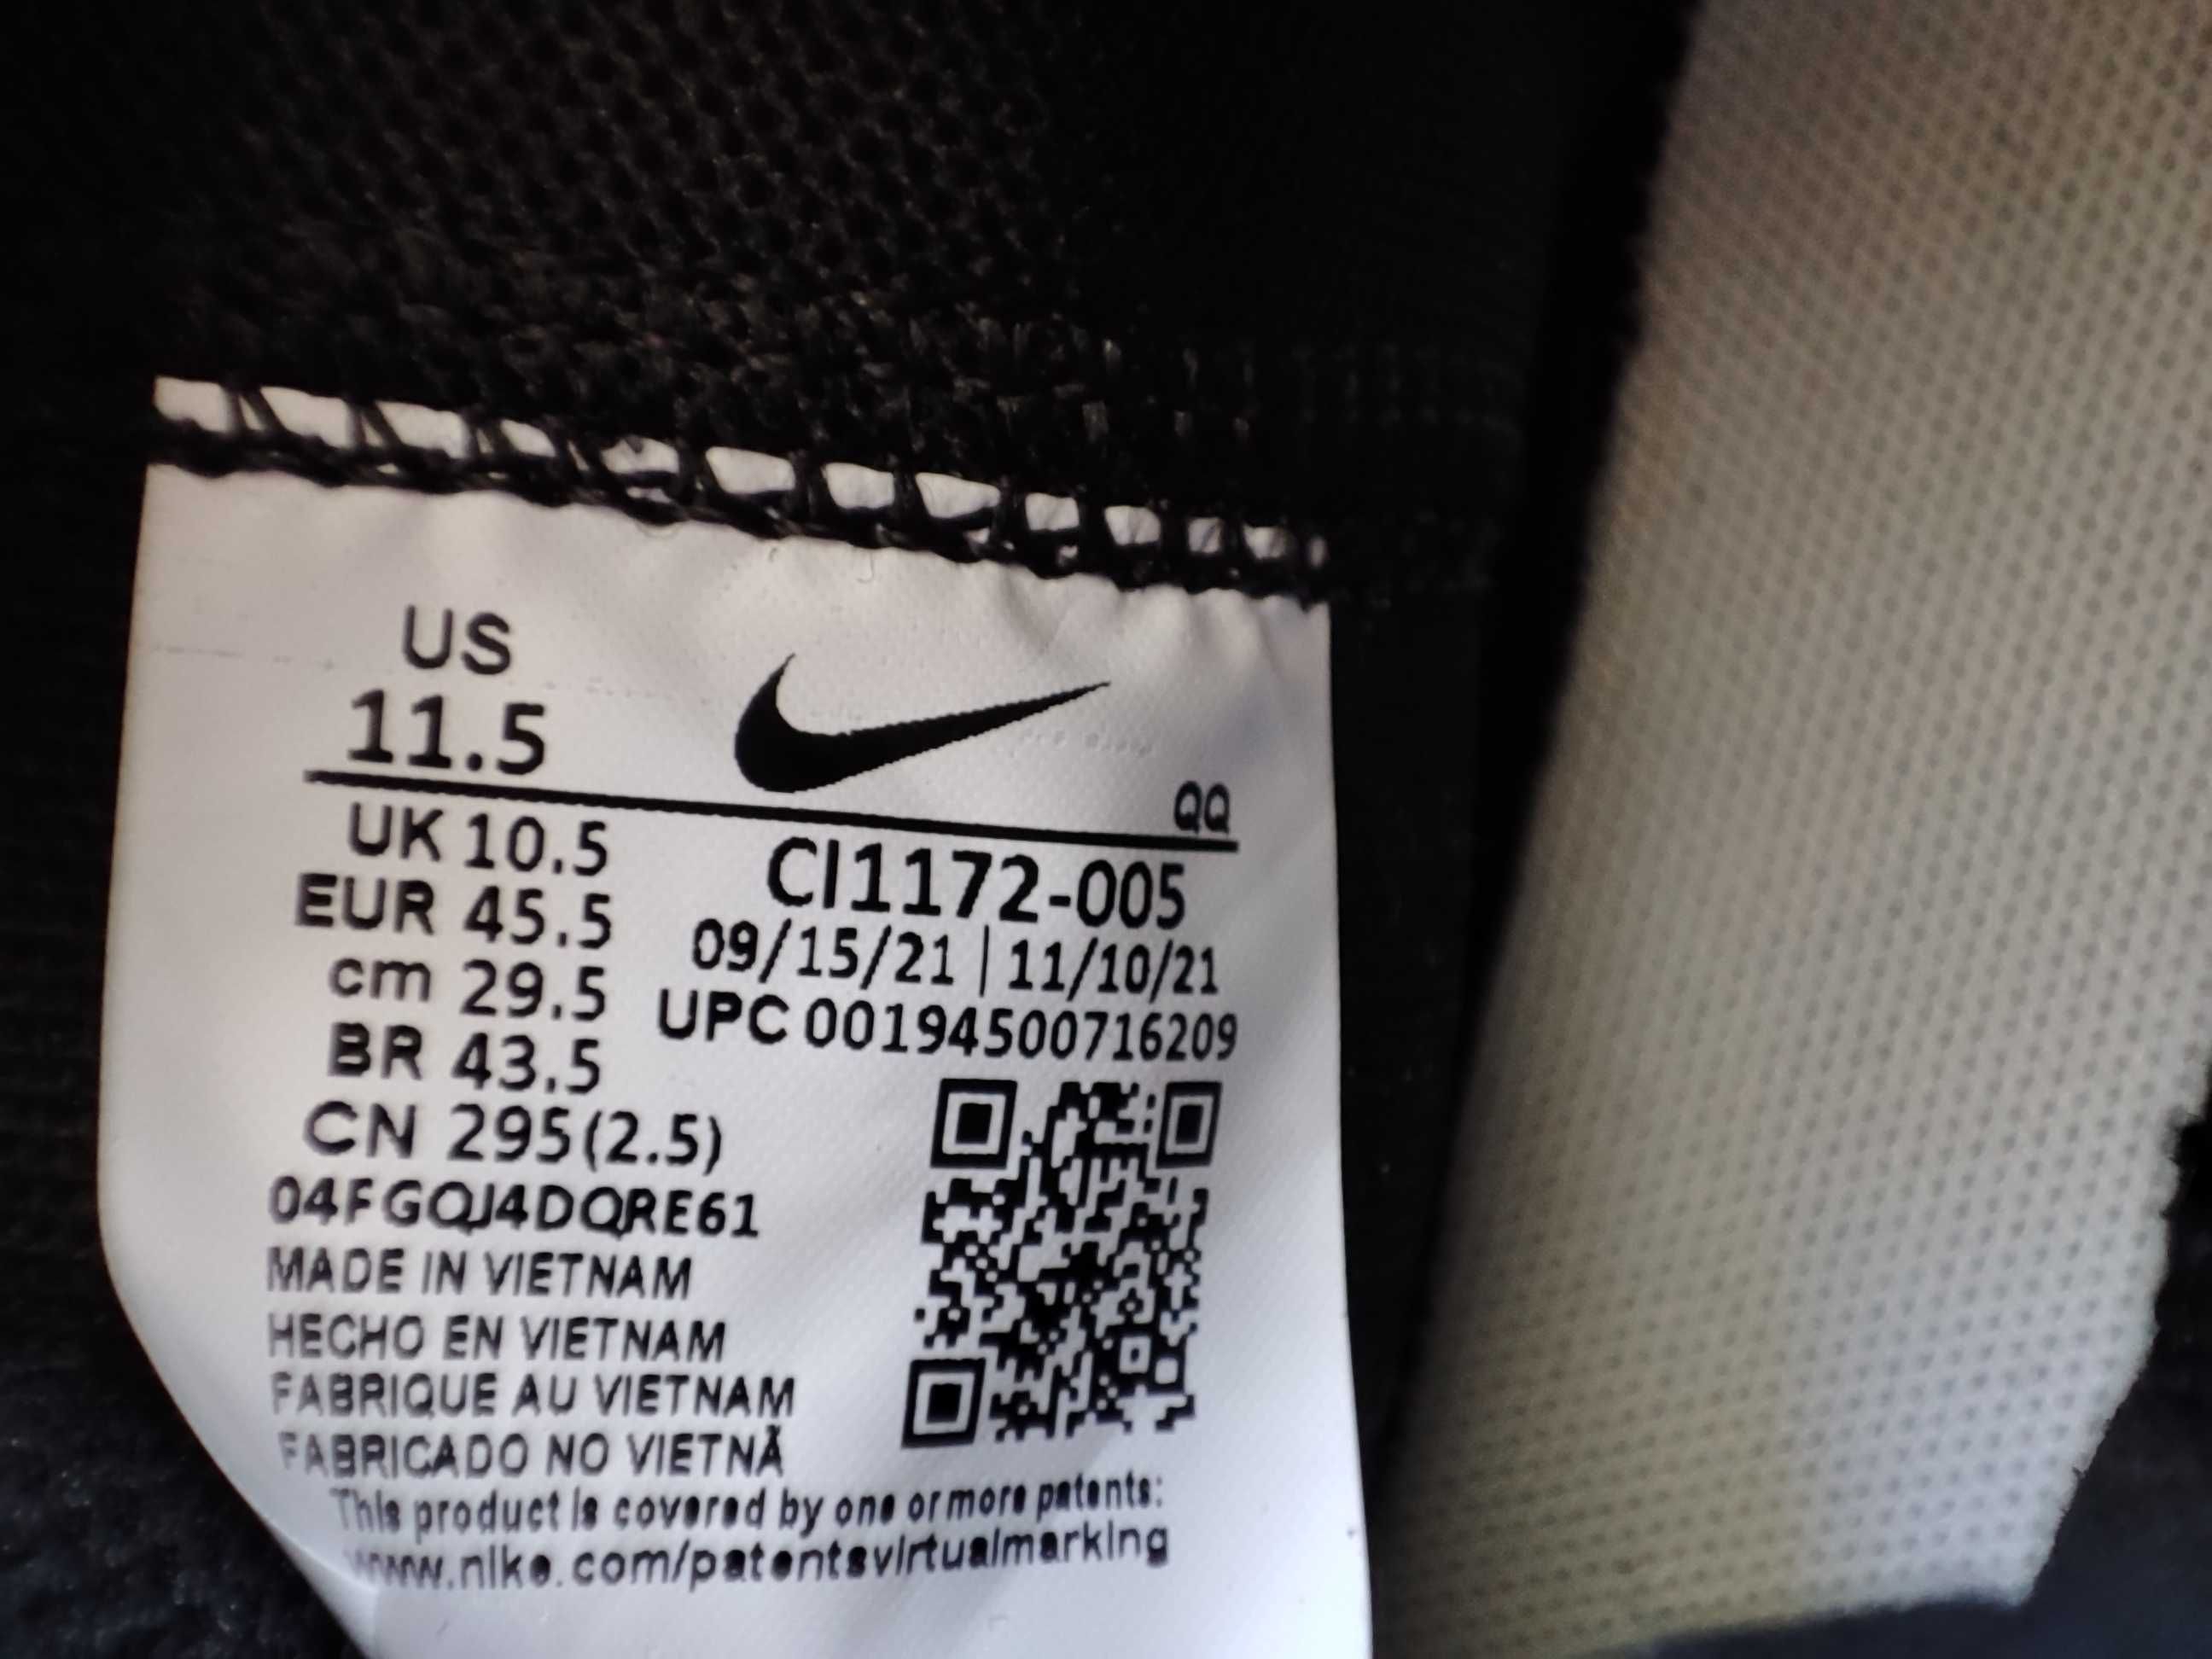 US
11.5
QQ
UK 10.5
EUR 45.5
cm 29.5
BR 43.5
CN 295(2.5)
CI1172-005
09/15/21 | 11/10/21
UPC 00194500716209
04FGQJ4DQRE61
MADE IN VIETNAM
HECHO EN VIETNAM
FABRIQUE AU VIETNAM
FABRICADO NO VIETNÃ
This product is covered by one or more patents:
www.nike.com/patentsvirtualmarking